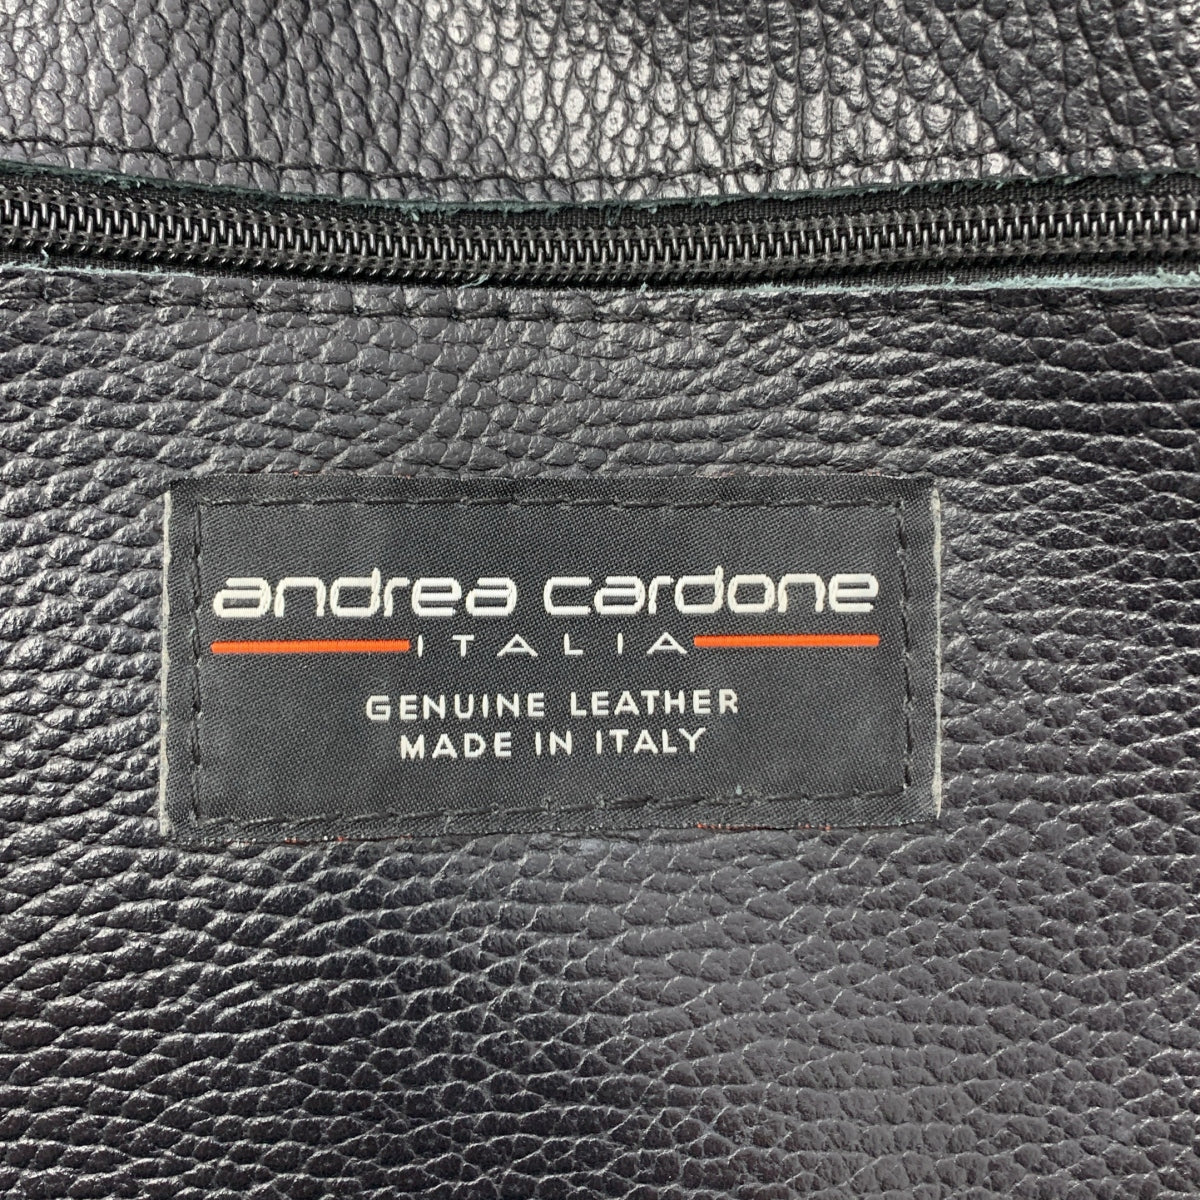 andrea cardone
ITALIA
GENUINE LEATHER
MADE IN ITALY